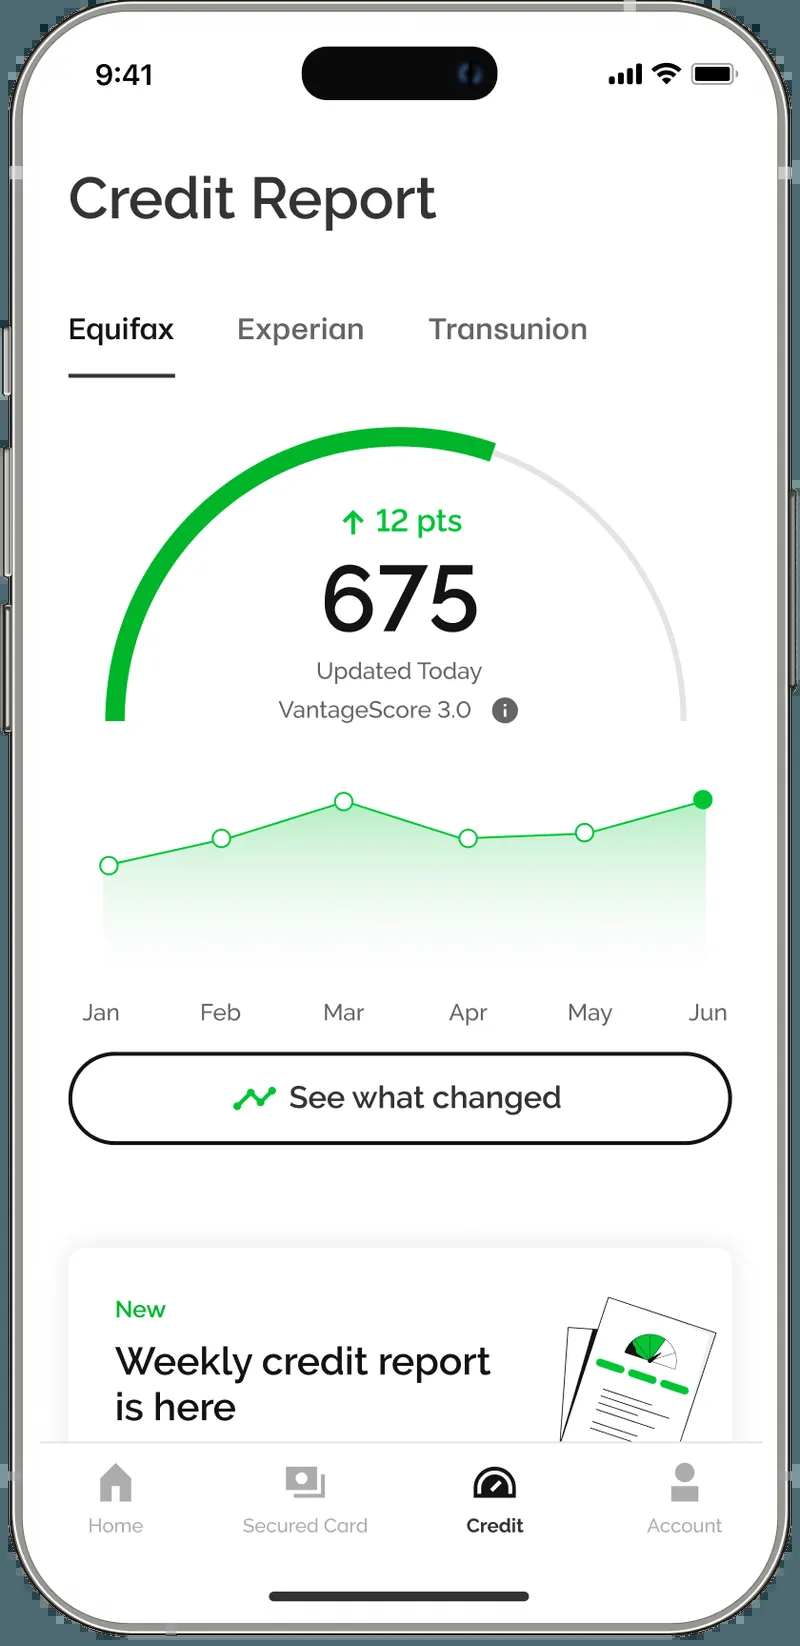 9:41
Credit Report
Equifax Experian Transunion
↑ 12 pts
675
Updated Today
VantageScore 3.0 i
Jan Feb Mar Apr May Jun
See what changed
New
Weekly credit report
is here
Home Secured Card Credit Account